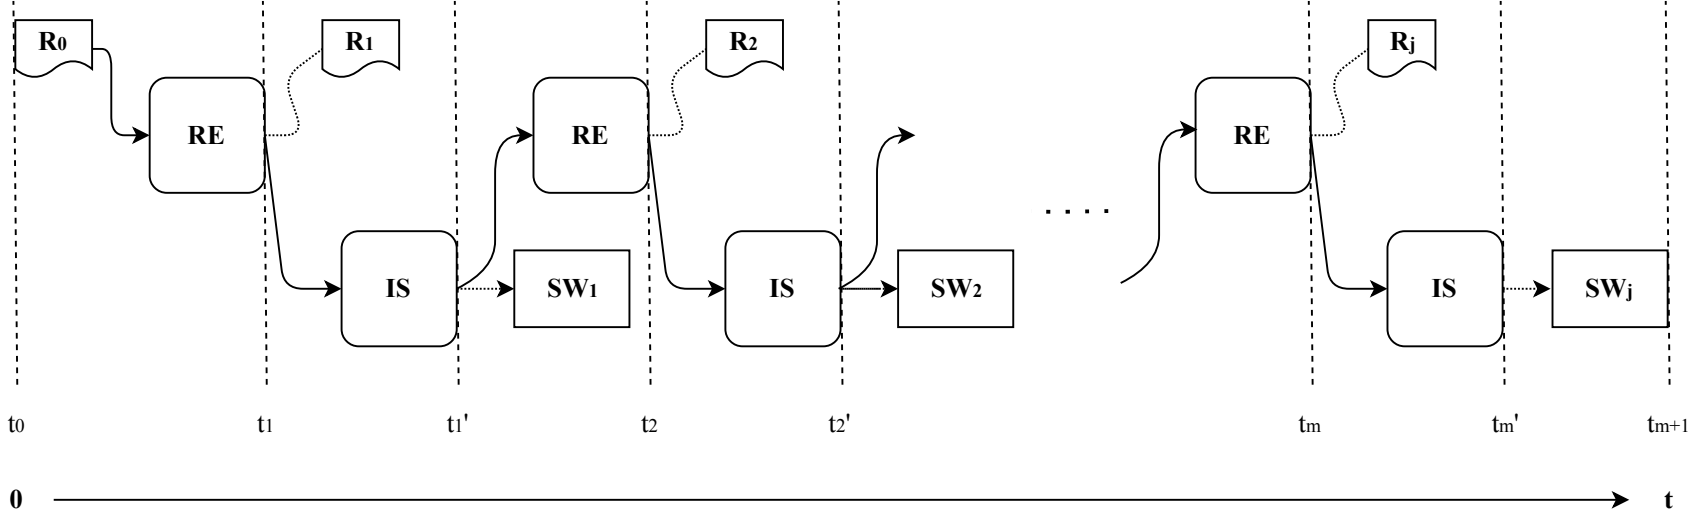 R0
R1
R2
Rj
RE
RE
RE
. . . .
IS
SW1
IS
SW2
IS
SWj
t0
t1
t1'
t2
t2'
tm
tm'
tm+1
0
t